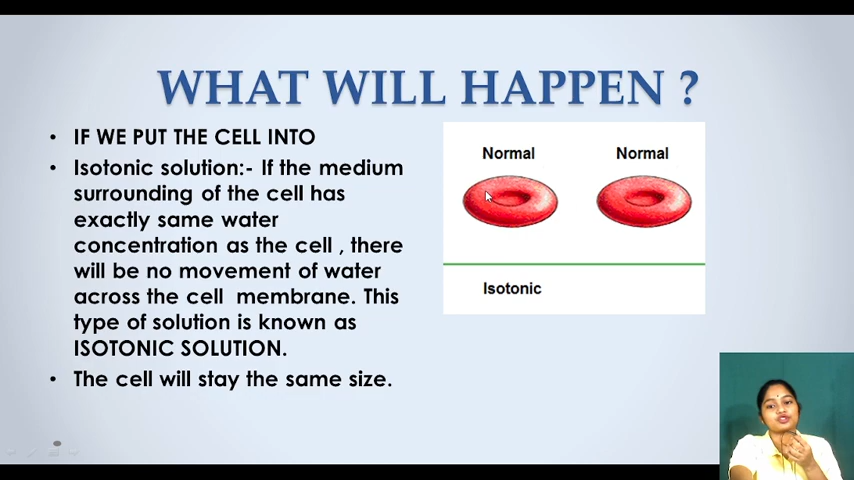 WHAT WILL HAPPEN ?
• IF WE PUT THE CELL INTO
• Isotonic solution:- If the medium
surrounding of the cell has
exactly same water
concentration as the cell , there
will be no movement of water
across the cell membrane. This
type of solution is known as
ISOTONIC SOLUTION.
• The cell will stay the same size.
Normal Normal
Isotonic